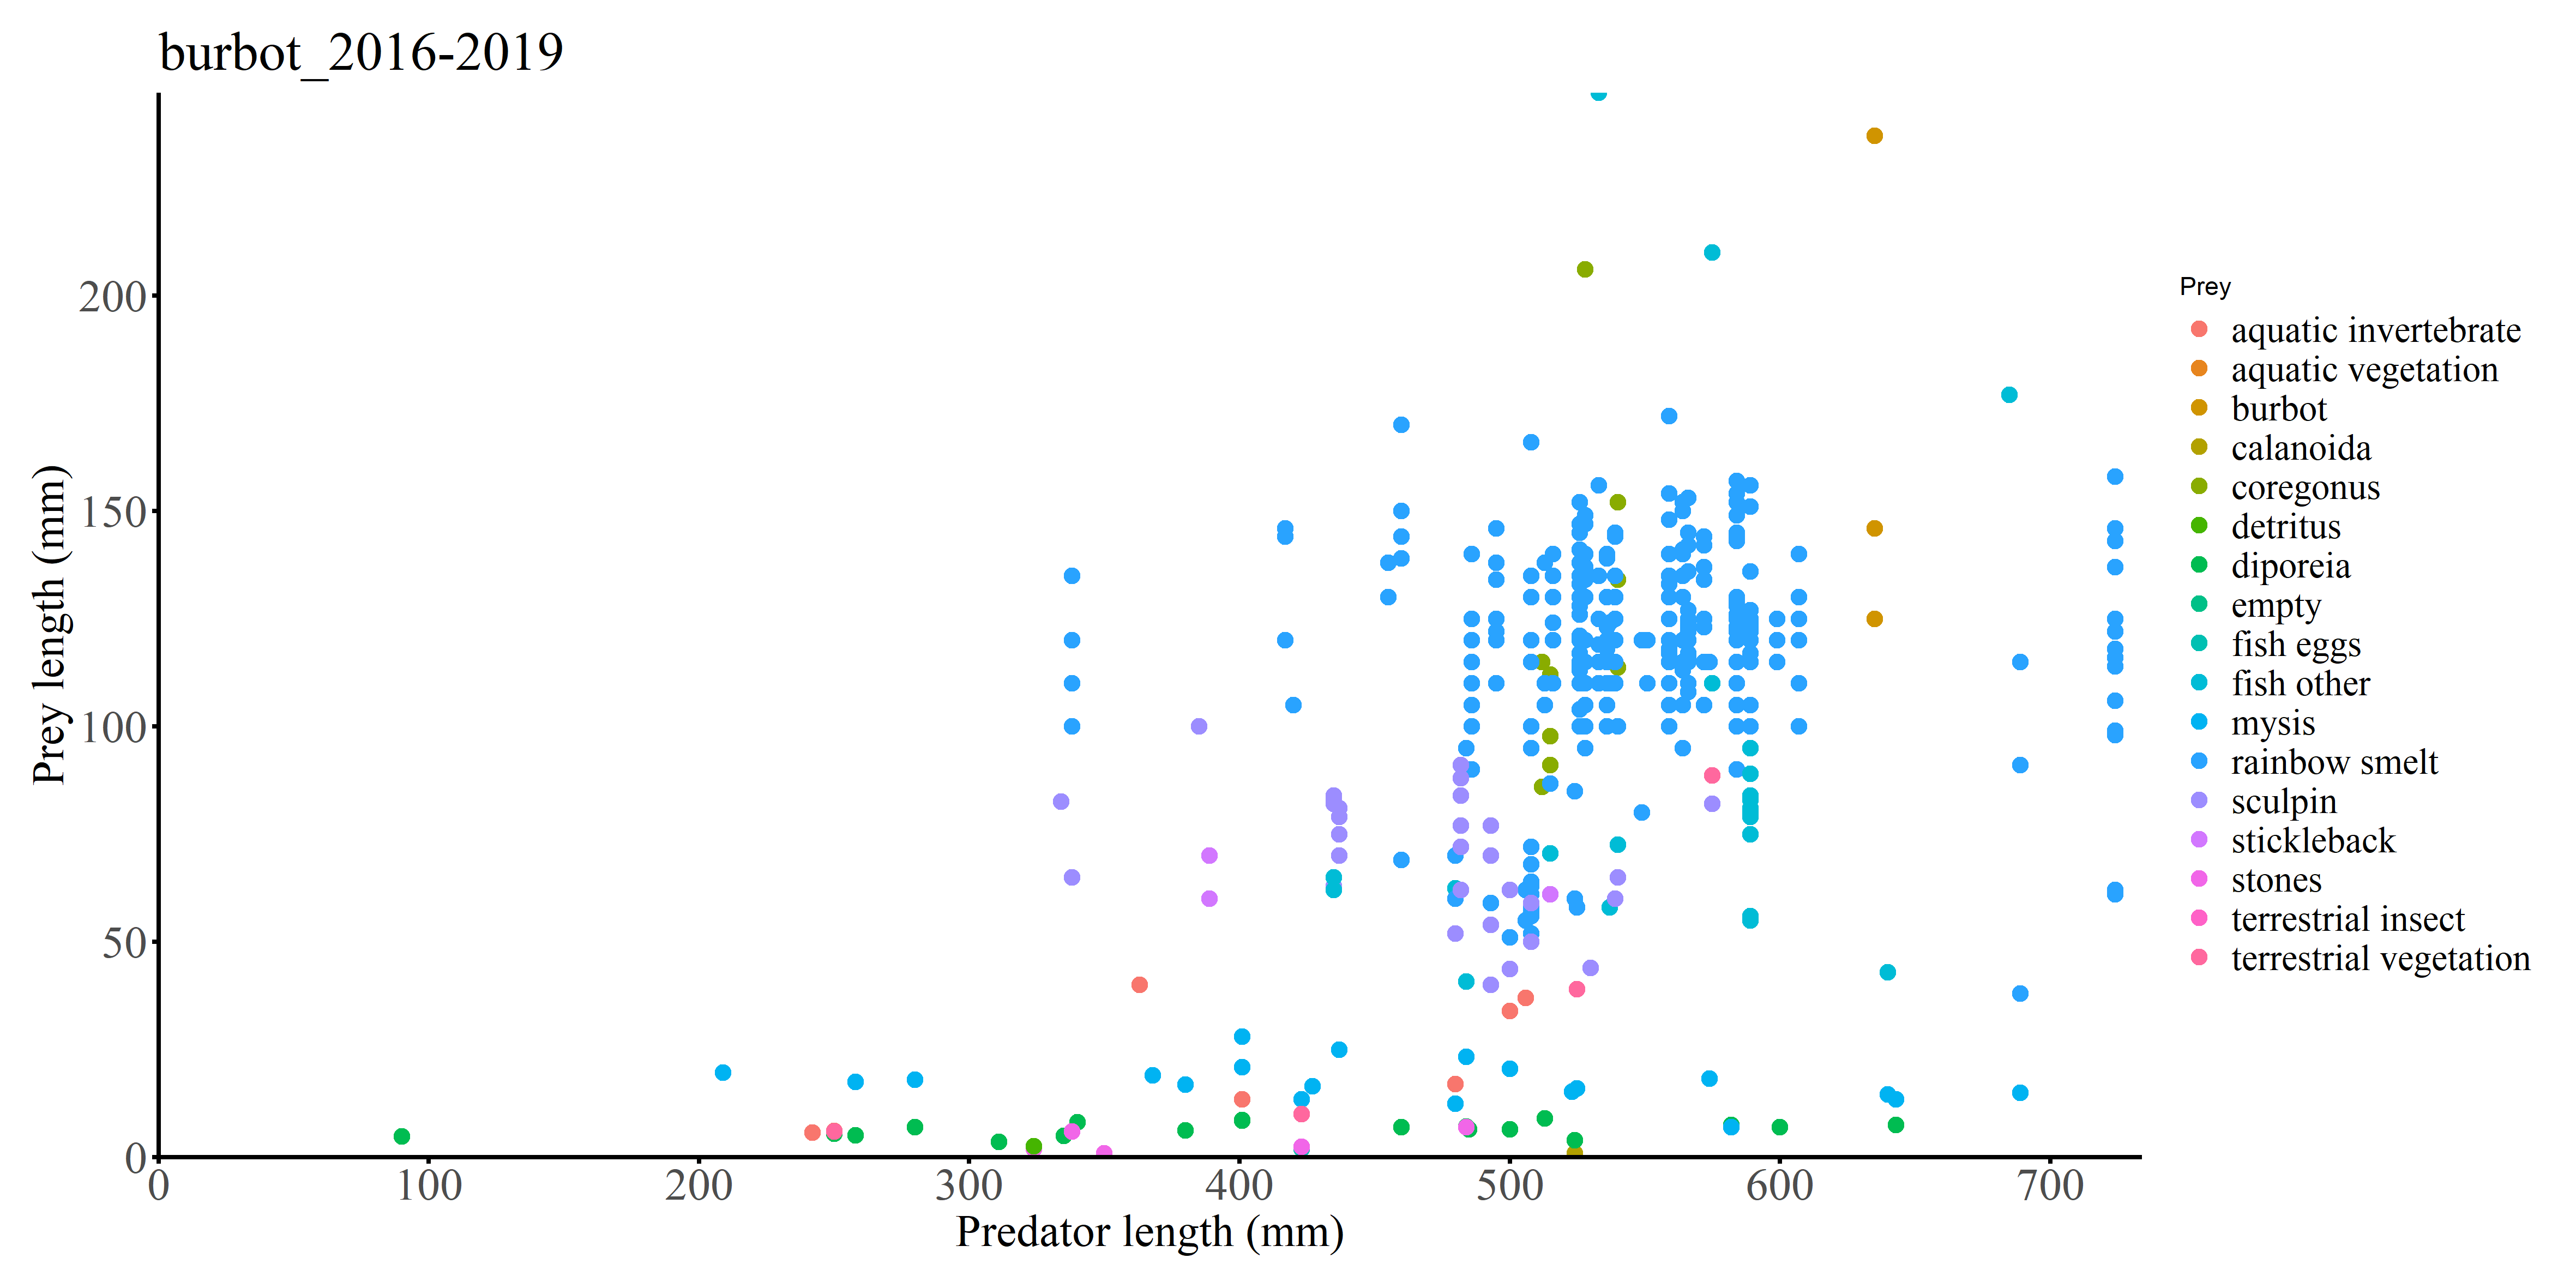 burbot_2016-2019
Prey length (mm)
200
150
100
50
0
0 100 200 300 400 500 600 700
Predator length (mm)
Prey
aquatic invertebrate
aquatic vegetation
burbot
calanoida
coregonus
detritus
diporeia
empty
fish eggs
fish other
mysis
rainbow smelt
sculpin
stickleback
stones
terrestrial insect
terrestrial vegetation